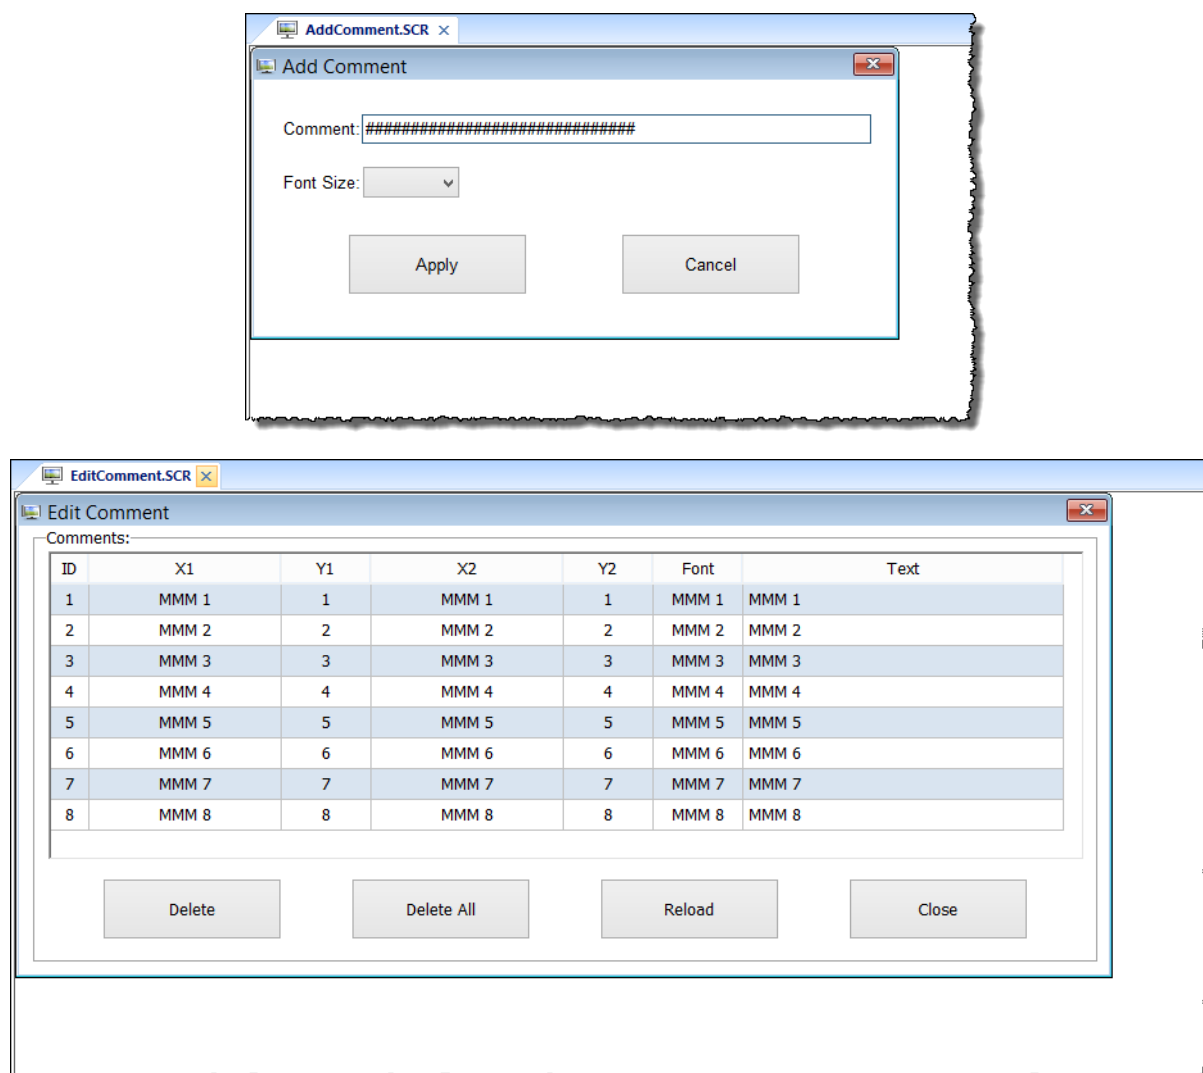 AddComment.SCR
Add Comment
Comment: ##############################
Font Size:
Apply Cancel
EditComment.SCR
Edit Comment
Comments:
ID X1 Y1 X2 Y2 Font Text
1 MMM 1 1 MMM 1 1 MMM 1 MMM 1
2 MMM 2 2 MMM 2 2 MMM 2 MMM 2
3 MMM 3 3 MMM 3 3 MMM 3 MMM 3
4 MMM 4 4 MMM 4 4 MMM 4 MMM 4
5 MMM 5 5 MMM 5 5 MMM 5 MMM 5
6 MMM 6 6 MMM 6 6 MMM 6 MMM 6
7 MMM 7 7 MMM 7 7 MMM 7 MMM 7
8 MMM 8 8 MMM 8 8 MMM 8 MMM 8
Delete Delete All Reload Close